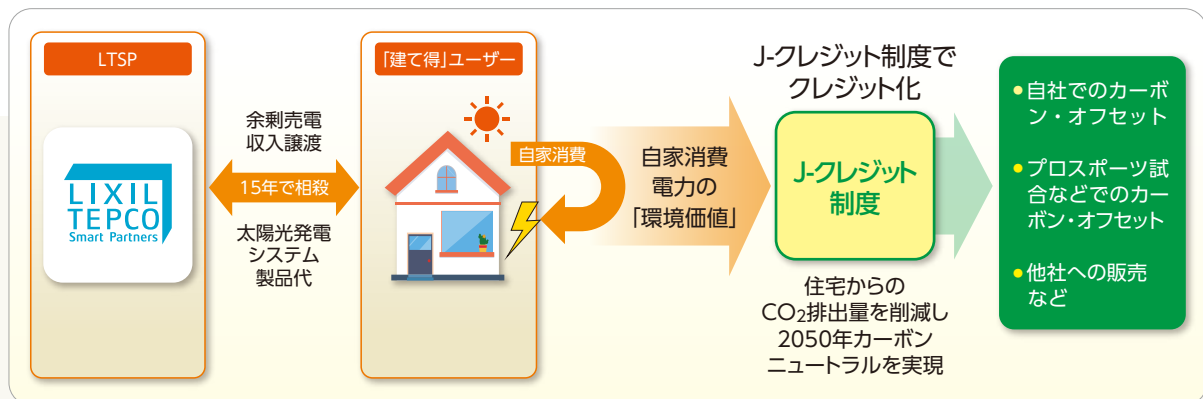 LTSP
LIXIL
TEPCO
Smart Partners
余剰売電
収入譲渡
15年で相殺
太陽光発電
システム
製品代
「建て得」ユーザー
自家消費
自家消費
電力の
「環境価値」
J-クレジット制度で
クレジット化
J-クレジット
制度
住宅からの
CO₂排出量を削減し
2050年カーボン
ニュートラルを実現
●自社でのカーボ
ン・オフセット
●プロスポーツ試
合などでのカー
ボン・オフセット
●他社への販売
など